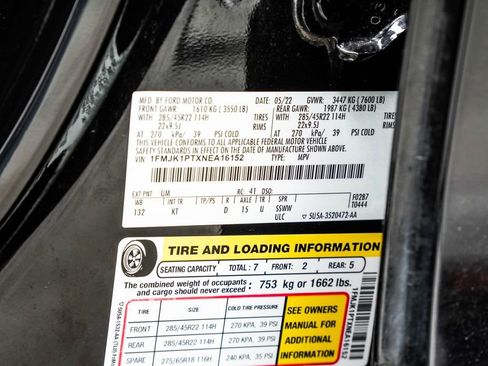 MFD. BY FORD MOTOR CO. DATE: 05/22 GVWR: 3447 KG ( 7600 LB)
FRONT GAWR: 1610 KG ( 3550 LB) REAR GAWR: 1987 KG ( 4380 LB)
WITH 285/45R22 114H TIRES WITH 285/45R22 114H TIRES
22x9.5J RIMS 22x9.5J RIMS
AT 270 kPa/ 39 PSI COLD AT 270 kPa/ 39 PSI COLD
THIS VEHICLE CONFORMS TO ALL APPLICABLE FEDERAL MOTOR VEHICLE
SAFETY STANDARDS IN EFFECT ON THE DATE OF MANUFACTURE SHOWN ABOVE.
VIN: 1FMJK1PTXNEA16152 TYPE: MPV
EXT PNT: UM RC: 41 DSO: F0287
WB INT TR TP/PS R AXLE TR SPR T0444
132 KT D 15 U SSWW
ULC 5U5A-3520472-AA
TIRE AND LOADING INFORMATION
SEATING CAPACITY TOTAL : 7 FRONT: 2 REAR: 5
The combined weight of occupants
and cargo should never exceed : 753 kg or 1662 lbs.
TIRE SIZE COLD TIRE PRESSURE
FRONT 285/45R22 114H 270 KPA, 39 PSI
REAR 285/45R22 114H 270 KPA, 39 PSI
SPARE 275/65R18 116H 240 KPA, 35 PSI
SEE OWNERS
MANUAL FOR
ADDITIONAL
INFORMATION
1FMJK1PTXNEA16152